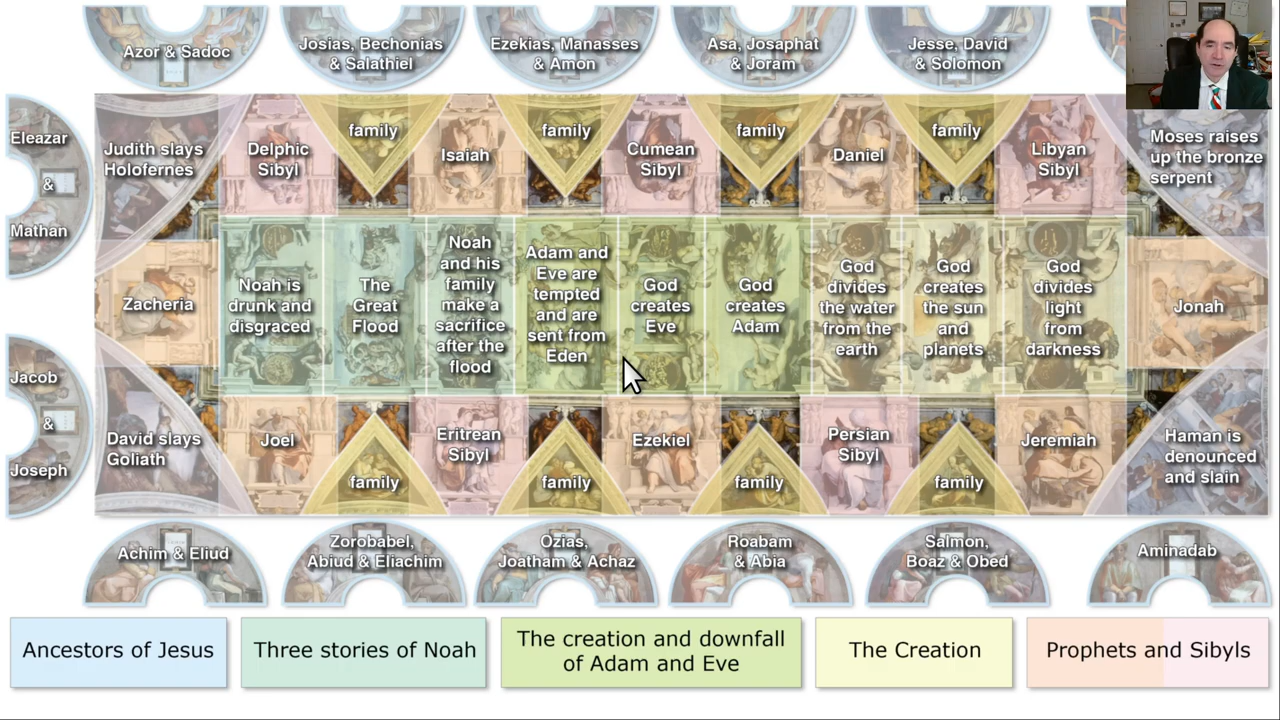 Azor & Sadoc
Josias, Bechonias
& Salathiel
Ezekias, Manasses
& Amon
Asa, Josaphat
& Joram
Jesse, David
& Solomon
Eleazar
&
Mathan
Judith slays
Holofernes
Delphic
Sibyl
family
Isaiah
family
Cumean
Sibyl
family
Daniel
family
Libyan
Sibyl
Moses raises
up the bronze
serpent
Zacheria
Noah is
drunk and
disgraced
The
Great
Flood
Noah
and his
family
make a
sacrifice
after the
flood
Adam and
Eve are
tempted
and are
sent from
Eden
God
creates
Eve
God
creates
Adam
God
divides
the water
from the
earth
God
creates
the sun
and
planets
God
divides
light
from
darkness
Jonah
Jacob
&
Joseph
David slays
Goliath
Joel
family
Eritrean
Sibyl
family
Ezekiel
family
Persian
Sibyl
family
Jeremiah
Haman is
denounced
and slain
Achim & Eliud
Zorobabel,
Abiud & Eliachim
Ozias,
Joatham & Achaz
Roabam
& Abia
Salmon,
Boaz & Obed
Aminadab
Ancestors of Jesus
Three stories of Noah
The creation and downfall
of Adam and Eve
The Creation
Prophets and Sibyls